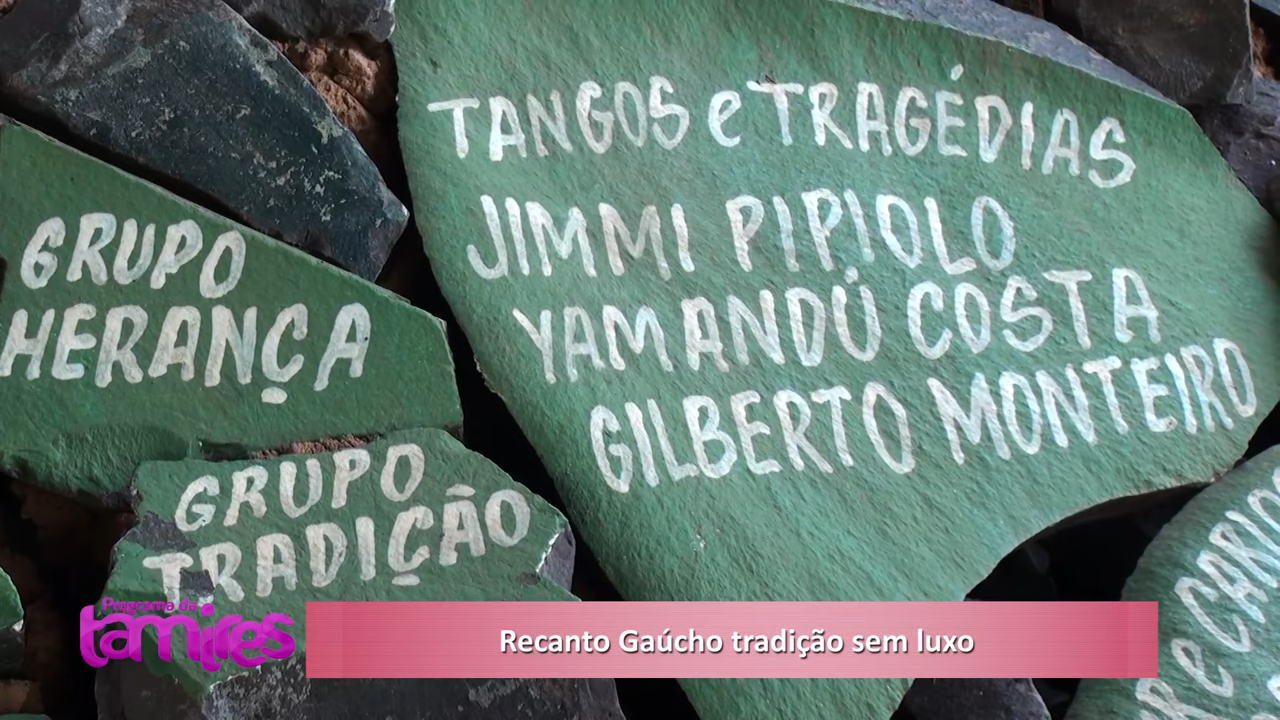 TANGOS e TRAGÉDIAS
JIMMI PIPIOLO
YAMANDÚ COSTA
GILBERTO MONTEIRO
GRUPO
HERANÇA
GRUPO
TRADIÇÃO
e CARIO
Programa da
tamires
Recanto Gaúcho tradição sem luxo